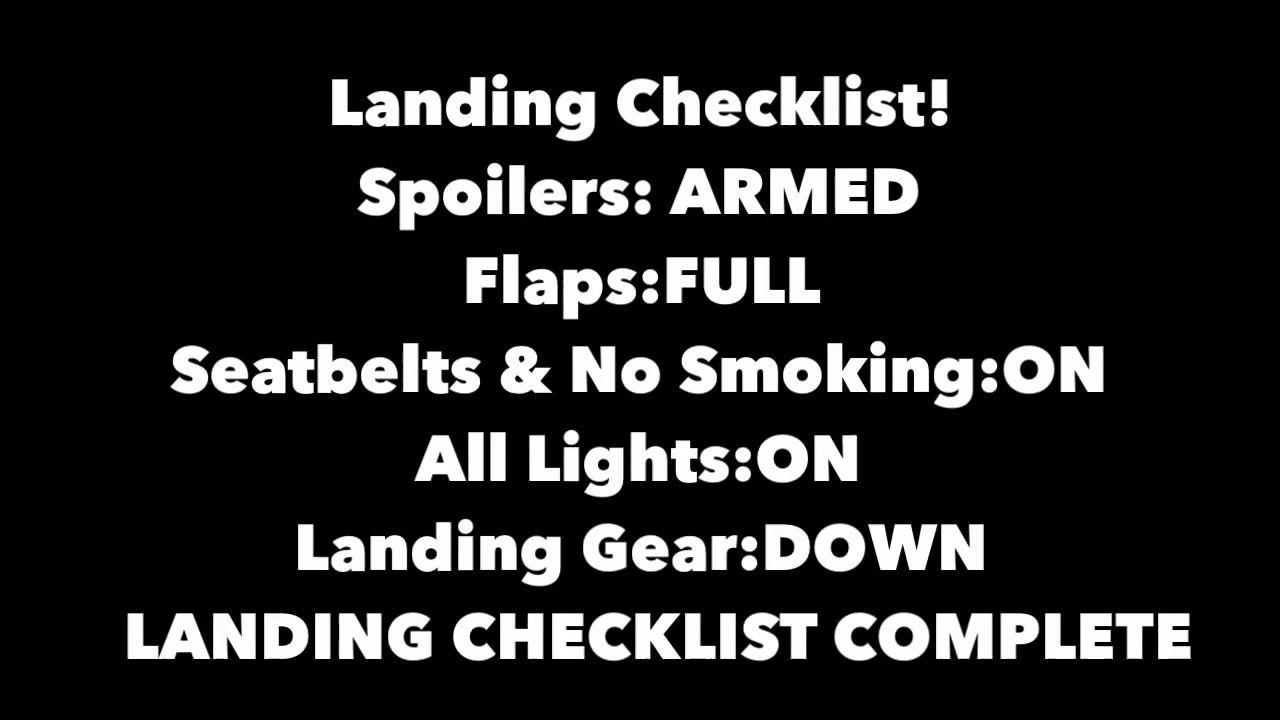 Landing Checklist!
Spoilers: ARMED
Flaps:FULL
Seatbelts & No Smoking:ON
All Lights:ON
Landing Gear:DOWN
LANDING CHECKLIST COMPLETE